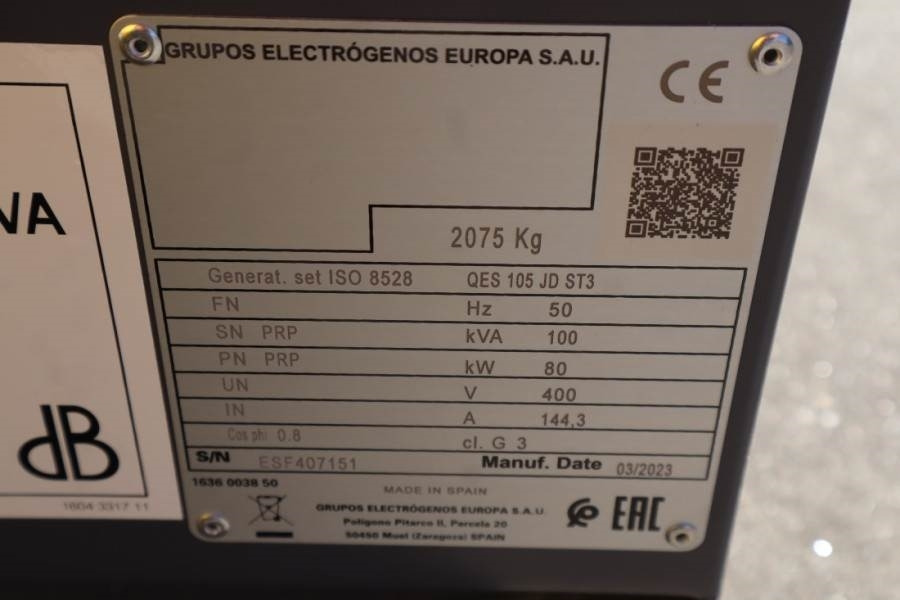 GRUPOS ELECTRÓGENOS EUROPA S.A.U.
CE
2075 Kg
Generat. set ISO 8528 QES 105 JD ST3
FN Hz 50
SN PRP kVA 100
PN PRP kW 80
UN V 400
IN A 144,3
Cos phi 0.8 cl. G 3
S/N ESF407151 Manuf. Date 03/2023
1636 0038 50
MADE IN SPAIN
GRUPOS ELECTRÓGENOS EUROPA S.A.U.
Polígono Pitarco II, Parcela 20
50450 Muel (Zaragoza) SPAIN
EAC
VA
dB
1604 3317 11